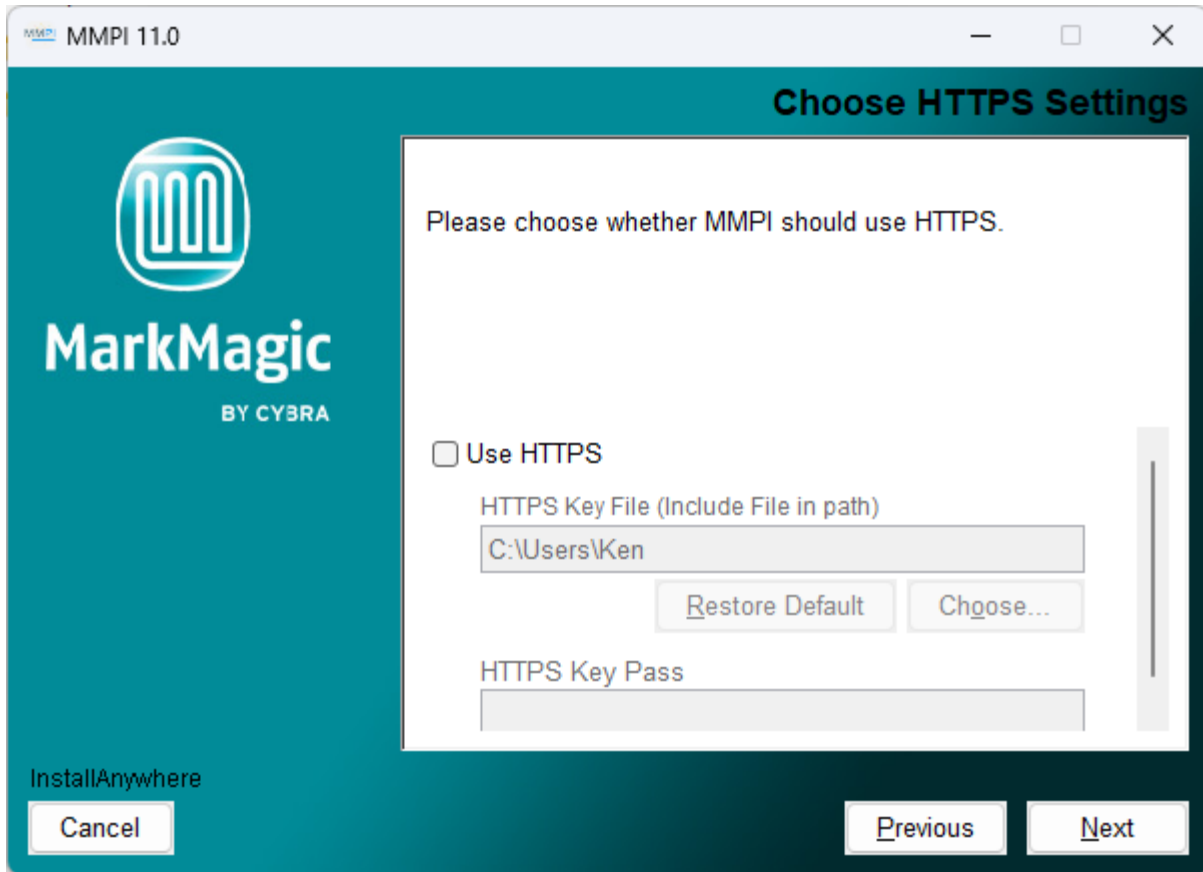 MMPI MMPI 11.0
Choose HTTPS Settings
MarkMagic
BY CYBRA
Please choose whether MMPI should use HTTPS.
Use HTTPS
HTTPS Key File (Include File in path)
C:\Users\Ken
Restore Default Choose...
HTTPS Key Pass
InstallAnywhere
Cancel Previous Next